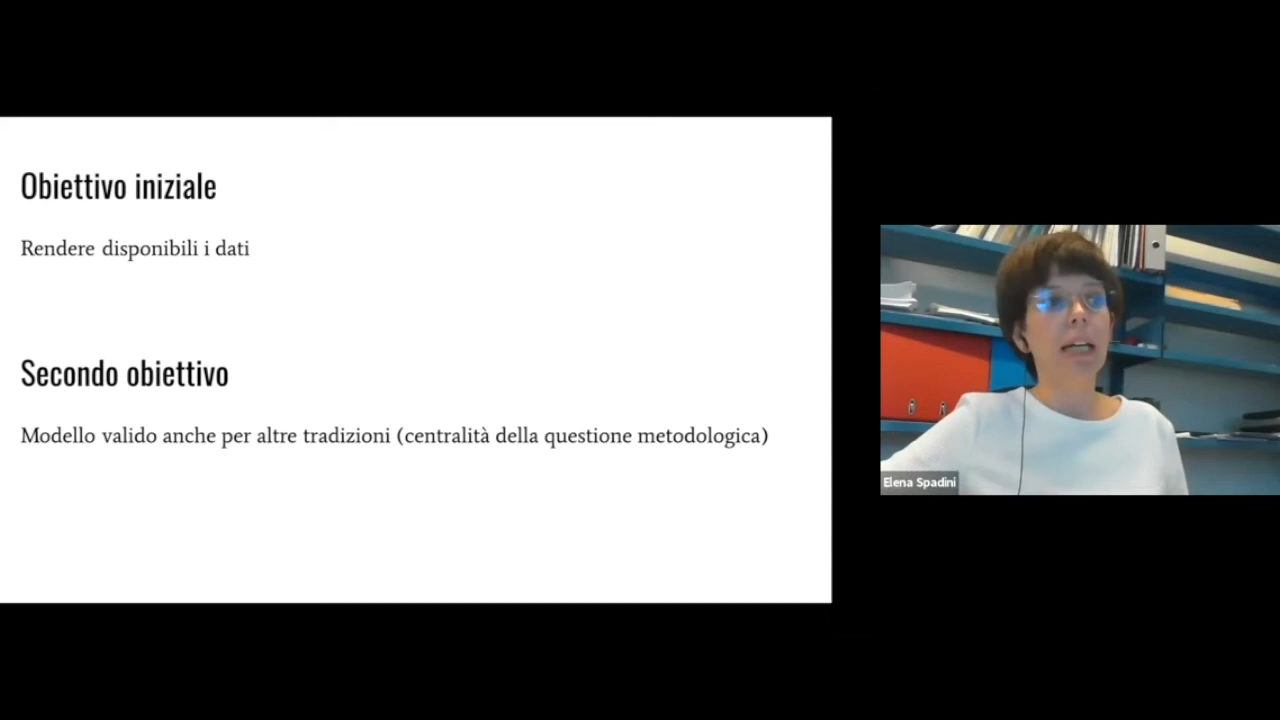 Obiettivo iniziale
Rendere disponibili i dati
Secondo obiettivo
Modello valido anche per altre tradizioni (centralità della questione metodologica)
Elena Spadini